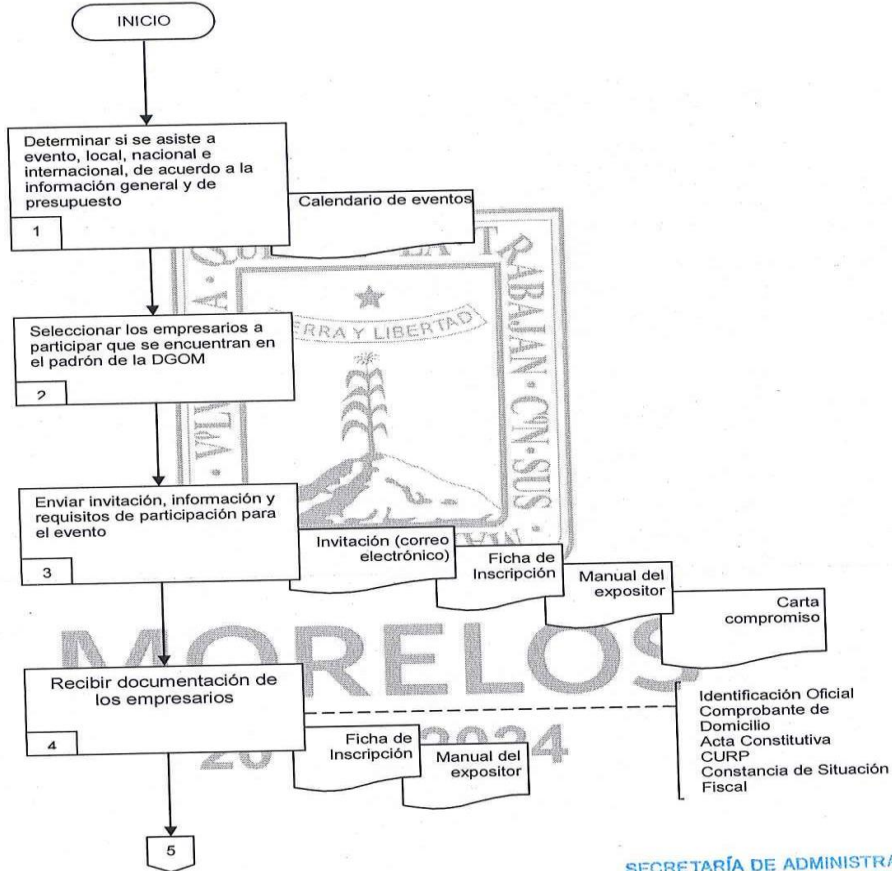 INICIO
Determinar si se asiste a
evento, local, nacional e
internacional, de acuerdo a la
información general y de
presupuesto
1
Calendario de eventos
Seleccionar los empresarios a
participar que se encuentran en
el padrón de la DGOM
2
TRABAJAN·CON·SUS·
TIERRA Y LIBERTAD
Enviar invitación, información y
requisitos de participación para
el evento
3
Invitación (correo
electrónico)
Ficha de
Inscripción
Manual del
expositor
Carta
compromiso
MORELOS
2024
Recibir documentación de
los empresarios
4
Ficha de
Inscripción
Manual del
expositor
Identificación Oficial
Comprobante de
Domicilio
Acta Constitutiva
CURP
Constancia de Situación
Fiscal
5
SECRETARÍA DE ADMINISTRA